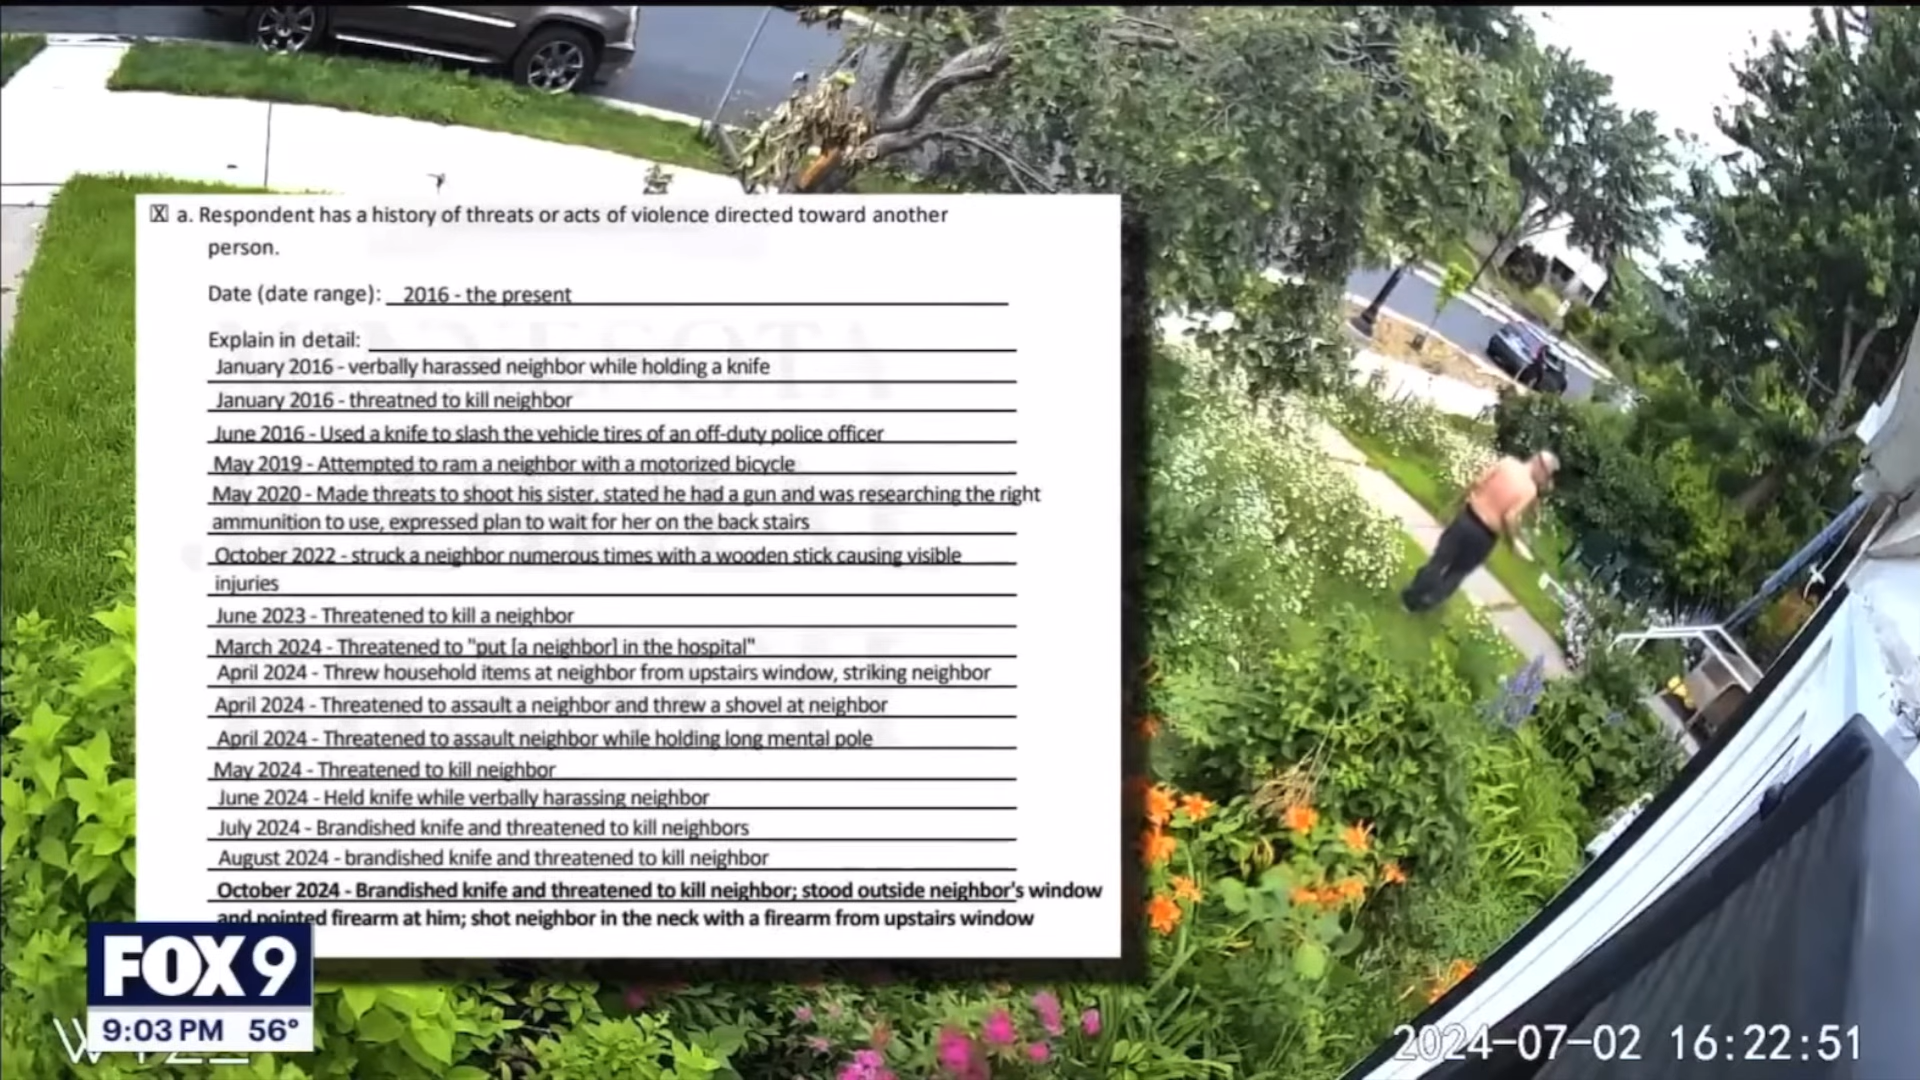 ☒ a. Respondent has a history of threats or acts of violence directed toward another
person.
Date (date range): 2016 - the present
Explain in detail:
January 2016 - verbally harassed neighbor while holding a knife
January 2016 - threatned to kill neighbor
June 2016 - Used a knife to slash the vehicle tires of an off-duty police officer
May 2019 - Attempted to ram a neighbor with a motorized bicycle
May 2020 - Made threats to shoot his sister, stated he had a gun and was researching the right
ammunition to use, expressed plan to wait for her on the back stairs
October 2022 - struck a neighbor numerous times with a wooden stick causing visible
injuries
June 2023 - Threatened to kill a neighbor
March 2024 - Threatened to "put [a neighbor] in the hospital"
April 2024 - Threw household items at neighbor from upstairs window, striking neighbor
April 2024 - Threatened to assault a neighbor and threw a shovel at neighbor
April 2024 - Threatened to assault neighbor while holding long mental pole
May 2024 - Threatened to kill neighbor
June 2024 - Held knife while verbally harassing neighbor
July 2024 - Brandished knife and threatened to kill neighbors
August 2024 - brandished knife and threatened to kill neighbor
October 2024 - Brandished knife and threatened to kill neighbor; stood outside neighbor's window
and pointed firearm at him; shot neighbor in the neck with a firearm from upstairs window
FOX 9
9:03 PM 56°
2024-07-02 16:22:51